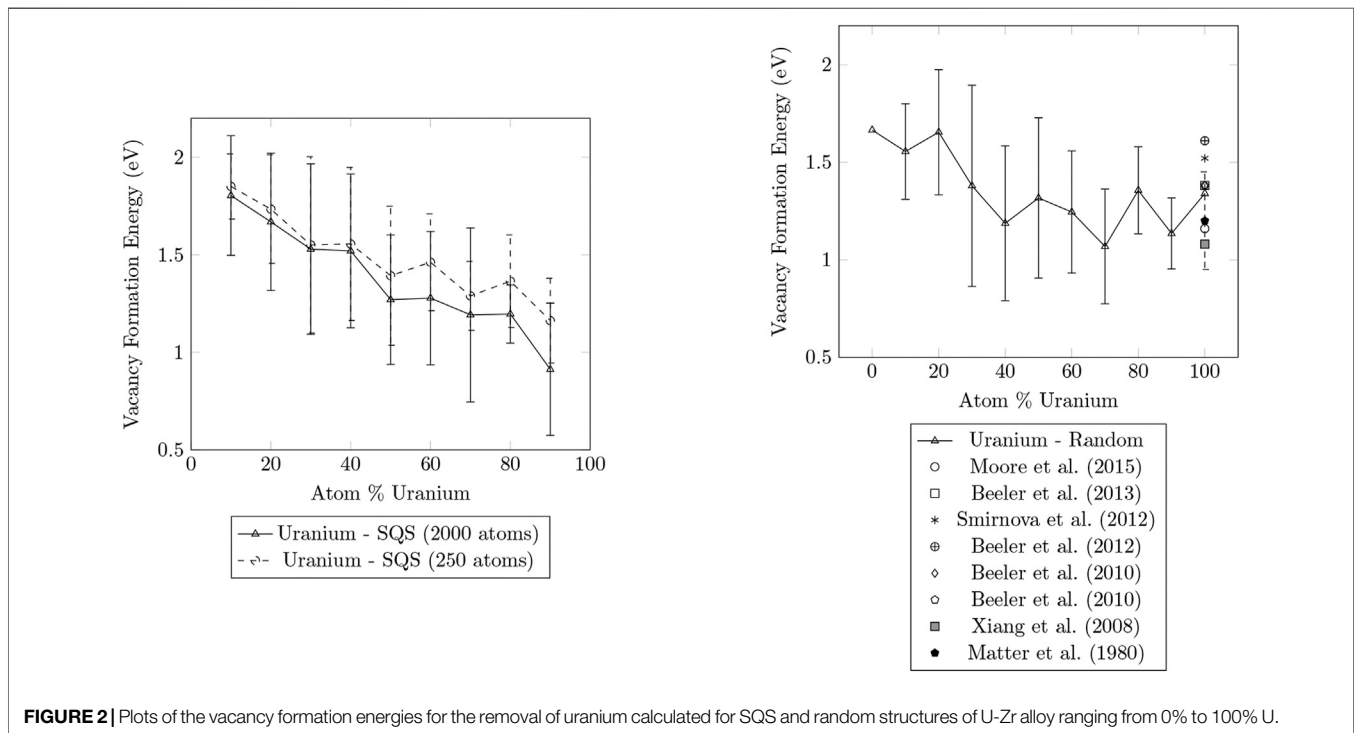 Vacancy Formation Energy (eV)
2
1.5
1
0.5
0
20
40
60
80
100
Atom % Uranium
Uranium - SQS (2000 atoms)
Uranium - SQS (250 atoms)
Vacancy Formation Energy (eV)
2
1.5
1
0.5
0
20
40
60
80
100
Atom % Uranium
Uranium - Random
Moore et al. (2015)
Beeler et al. (2013)
Smirnova et al. (2012)
Beeler et al. (2012)
Beeler et al. (2010)
Beeler et al. (2010)
Xiang et al. (2008)
Matter et al. (1980)
FIGURE 2 | Plots of the vacancy formation energies for the removal of uranium calculated for SQS and random structures of U-Zr alloy ranging from 0% to 100% U.